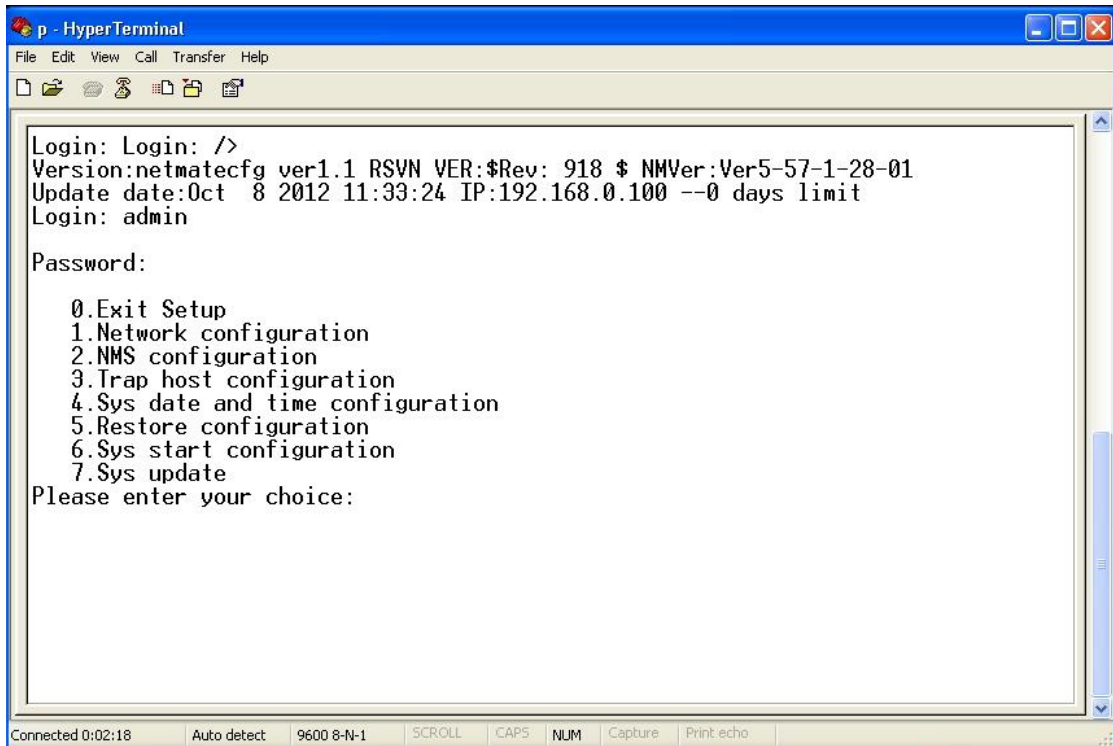 p - HyperTerminal
File Edit View Call Transfer Help
Login: Login: />
Version:netmatecfg ver1.1 RSVN VER:$Rev: 918 $ NMVer:Ver5-57-1-28-01
Update date:Oct  8 2012 11:33:24 IP:192.168.0.100 --0 days limit
Login: admin
Password:
0.Exit Setup
1.Network configuration
2.NMS configuration
3.Trap host configuration
4.Sys date and time configuration
5.Restore configuration
6.Sys start configuration
7.Sys update
Please enter your choice:
Connected 0:02:18 Auto detect 9600 8-N-1 SCROLL CAPS NUM Capture Print echo